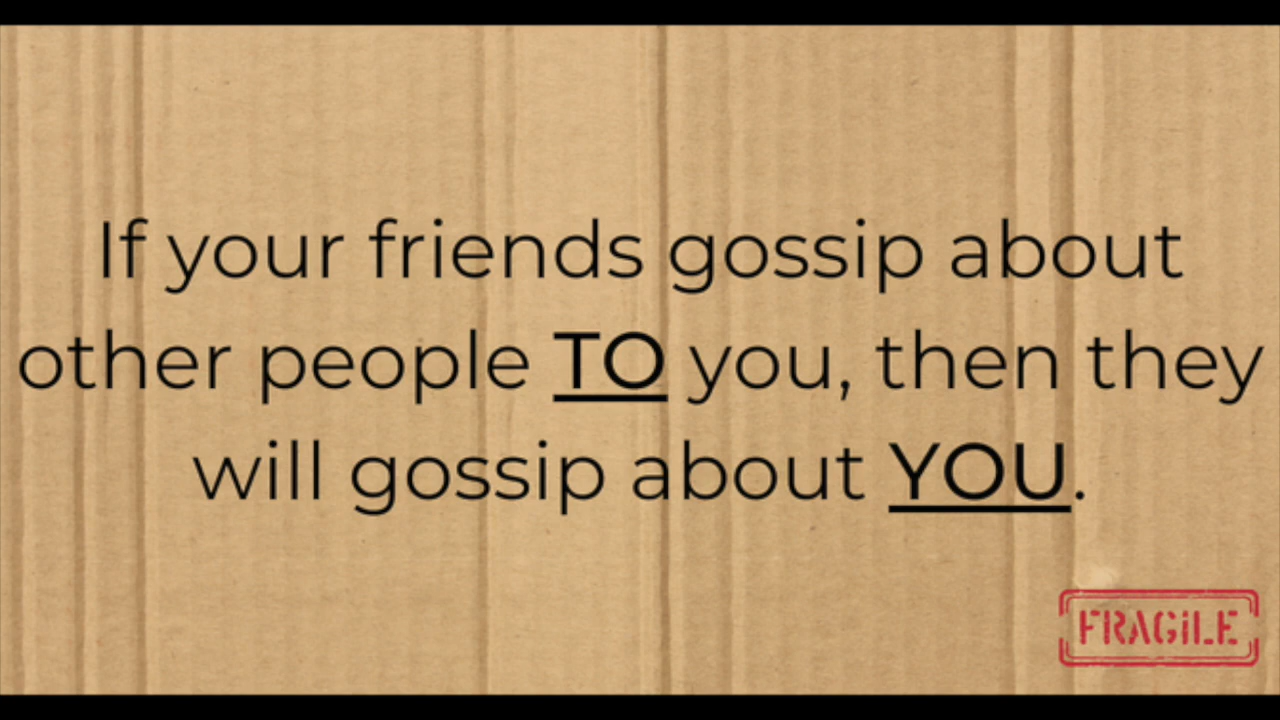 If your friends gossip about
other people TO you, then they
will gossip about YOU.
FRAGiLE